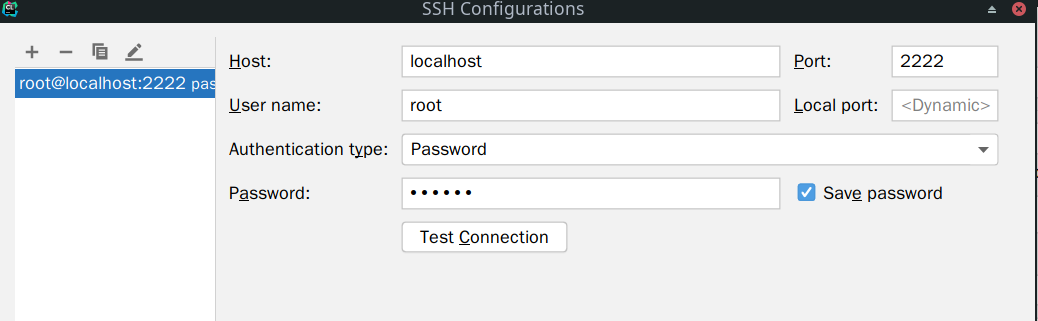 SSH Configurations
root@localhost:2222 pas
Host: localhost Port: 2222
User name: root Local port: <Dynamic>
Authentication type: Password
Password: •••••• Save password
Test Connection